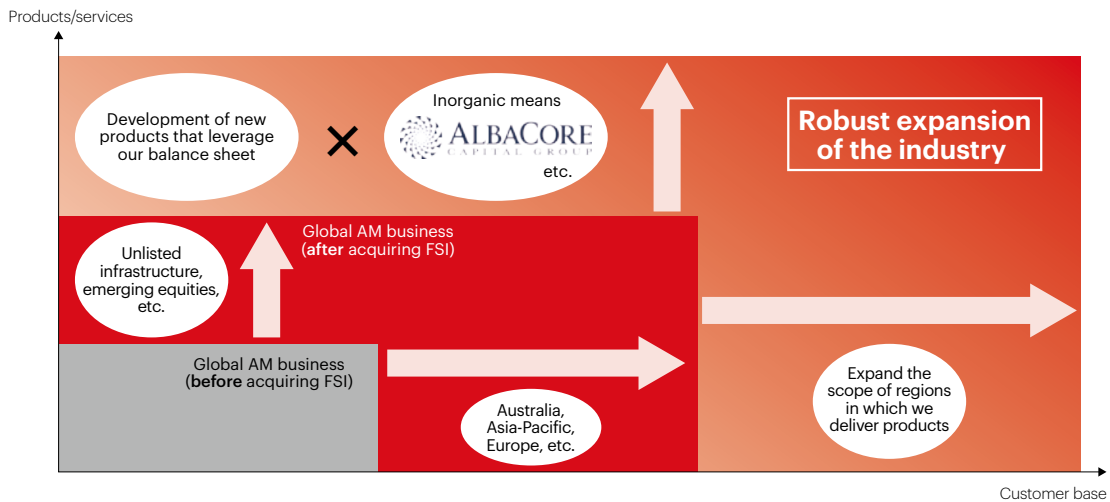 Products/services
Development of new
products that leverage
our balance sheet
Inorganic means
ALBACORE
CAPITAL GROUP
etc.
Robust expansion
of the industry
Unlisted
infrastructure,
emerging equities,
etc.
Global AM business
(after acquiring FSI)
Global AM business
(before acquiring FSI)
Australia,
Asia-Pacific,
Europe, etc.
Expand the
scope of regions
in which we
deliver products
Customer base